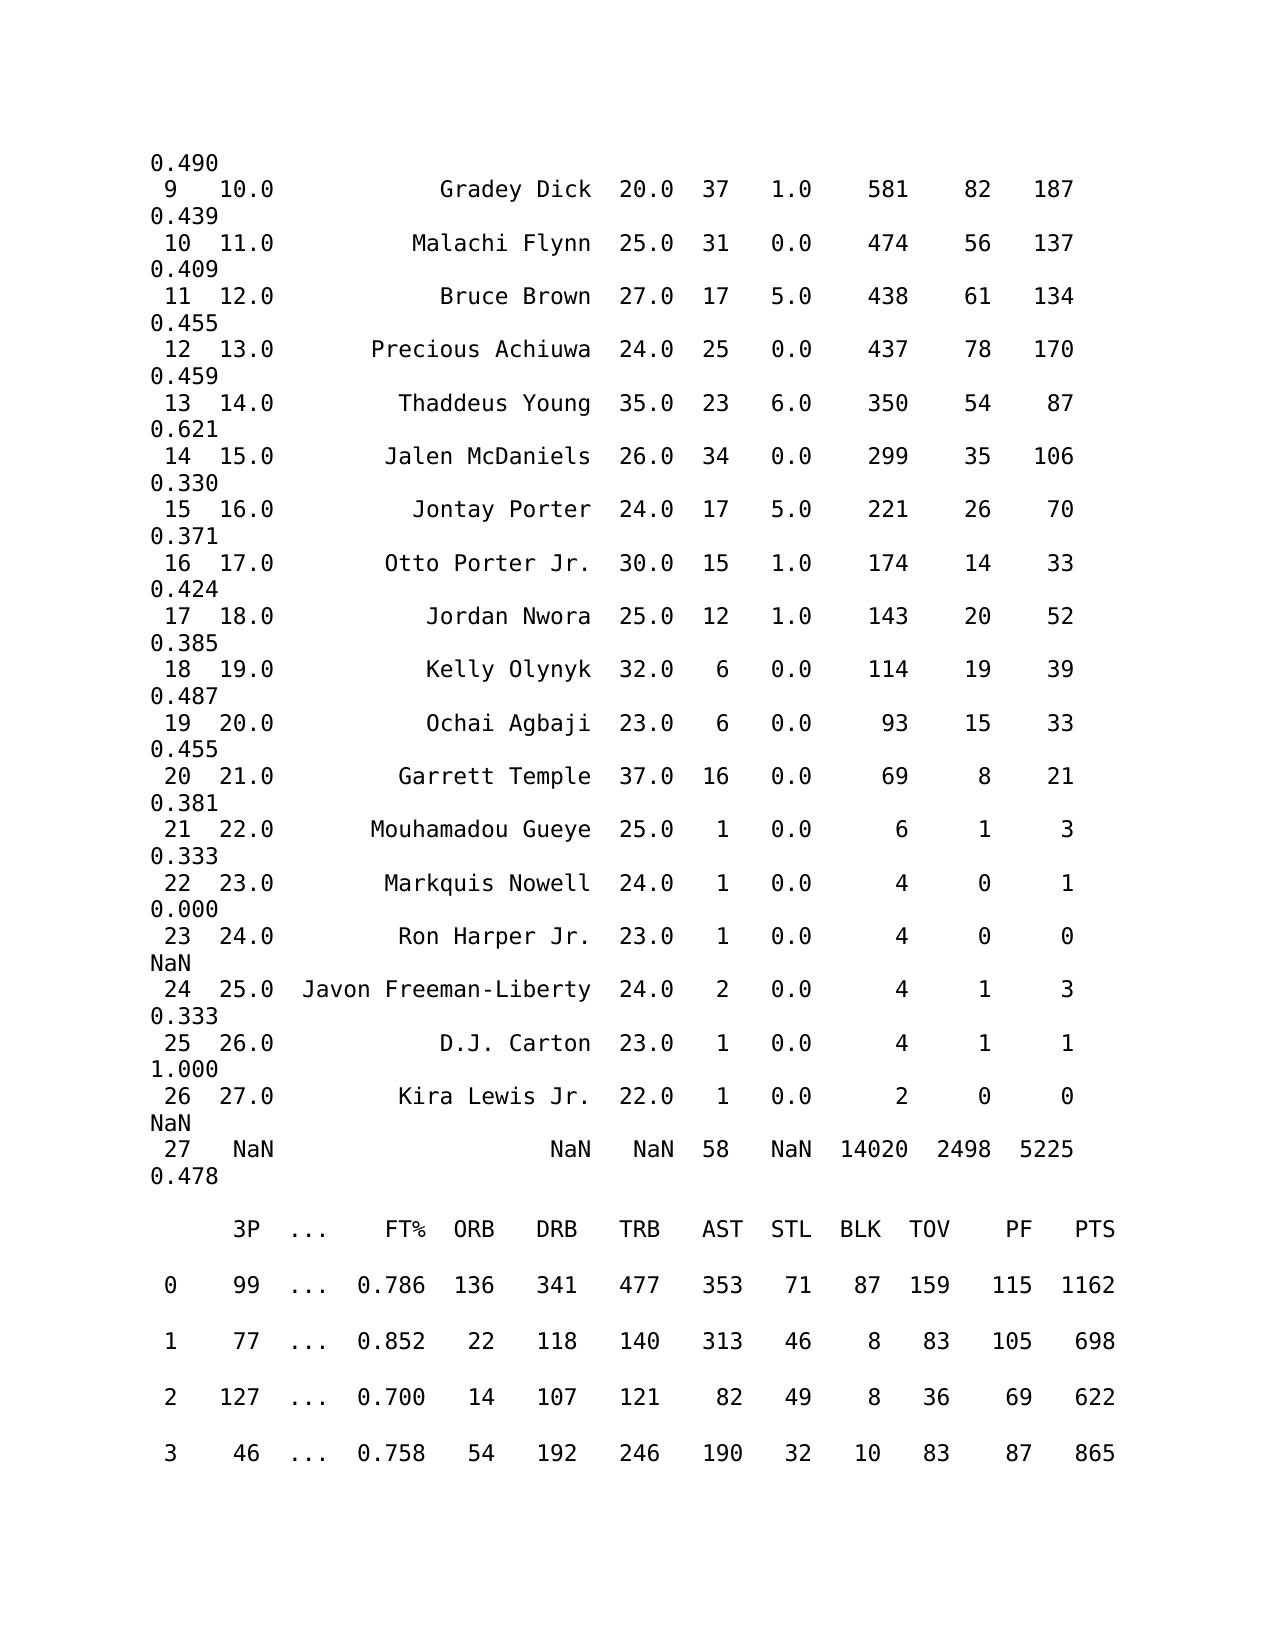 0.490
9 10.0 Gradey Dick 20.0 37 1.0 581 82 187
0.439
10 11.0 Malachi Flynn 25.0 31 0.0 474 56 137
0.409
11 12.0 Bruce Brown 27.0 17 5.0 438 61 134
0.455
12 13.0 Precious Achiuwa 24.0 25 0.0 437 78 170
0.459
13 14.0 Thaddeus Young 35.0 23 6.0 350 54 87
0.621
14 15.0 Jalen McDaniels 26.0 34 0.0 299 35 106
0.330
15 16.0 Jontay Porter 24.0 17 5.0 221 26 70
0.371
16 17.0 Otto Porter Jr. 30.0 15 1.0 174 14 33
0.424
17 18.0 Jordan Nwora 25.0 12 1.0 143 20 52
0.385
18 19.0 Kelly Olynyk 32.0 6 0.0 114 19 39
0.487
19 20.0 Ochai Agbaji 23.0 6 0.0 93 15 33
0.455
20 21.0 Garrett Temple 37.0 16 0.0 69 8 21
0.381
21 22.0 Mouhamadou Gueye 25.0 1 0.0 6 1 3
0.333
22 23.0 Markquis Nowell 24.0 1 0.0 4 0 1
0.000
23 24.0 Ron Harper Jr. 23.0 1 0.0 4 0 0
NaN
24 25.0 Javon Freeman-Liberty 24.0 2 0.0 4 1 3
0.333
25 26.0 D.J. Carton 23.0 1 0.0 4 1 1
1.000
26 27.0 Kira Lewis Jr. 22.0 1 0.0 2 0 0
NaN
27 NaN NaN NaN 58 NaN 14020 2498 5225
0.478
3P ... FT% ORB DRB TRB AST STL BLK TOV PF PTS
0 99 ... 0.786 136 341 477 353 71 87 159 115 1162
1 77 ... 0.852 22 118 140 313 46 8 83 105 698
2 127 ... 0.700 14 107 121 82 49 8 36 69 622
3 46 ... 0.758 54 192 246 190 32 10 83 87 865